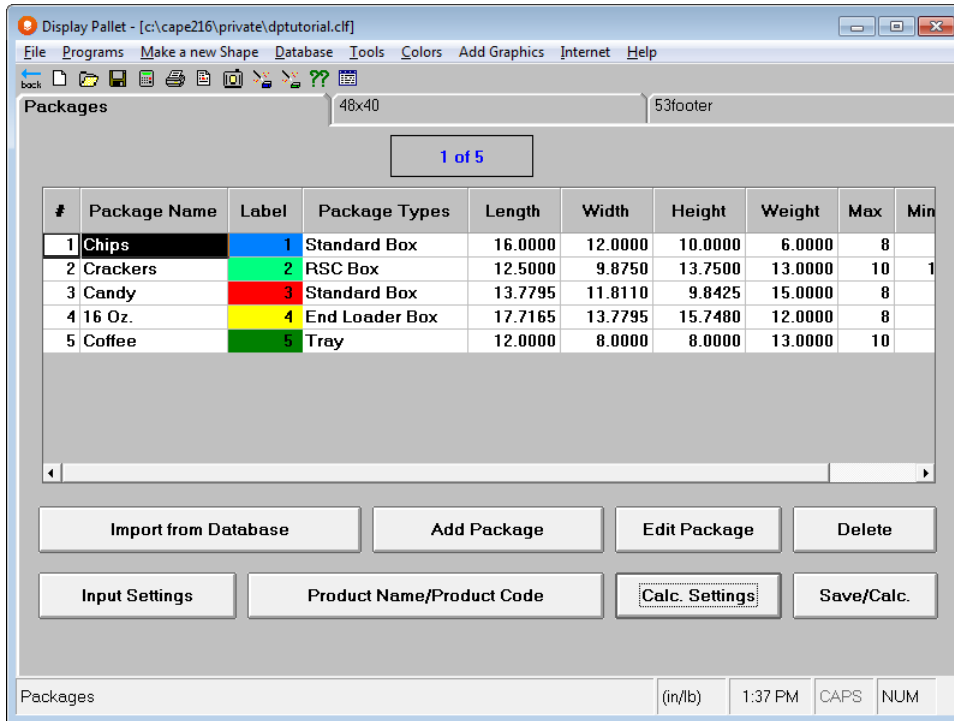 Display Pallet - [c:\cape216\private\dptutorial.clf]
File Programs Make a new Shape Database Tools Colors Add Graphics Internet Help
back ??
Packages 48x40 53footer
1 of 5
# Package Name Label Package Types Length Width Height Weight Max Min
1 Chips 1 Standard Box 16.0000 12.0000 10.0000 6.0000 8
2 Crackers 2 RSC Box 12.5000 9.8750 13.7500 13.0000 10 1
3 Candy 3 Standard Box 13.7795 11.8110 9.8425 15.0000 8
4 16 Oz. 4 End Loader Box 17.7165 13.7795 15.7480 12.0000 8
5 Coffee 5 Tray 12.0000 8.0000 8.0000 13.0000 10
Import from Database Add Package Edit Package Delete
Input Settings Product Name/Product Code Calc. Settings Save/Calc.
Packages (in/lb) 1:37 PM CAPS NUM